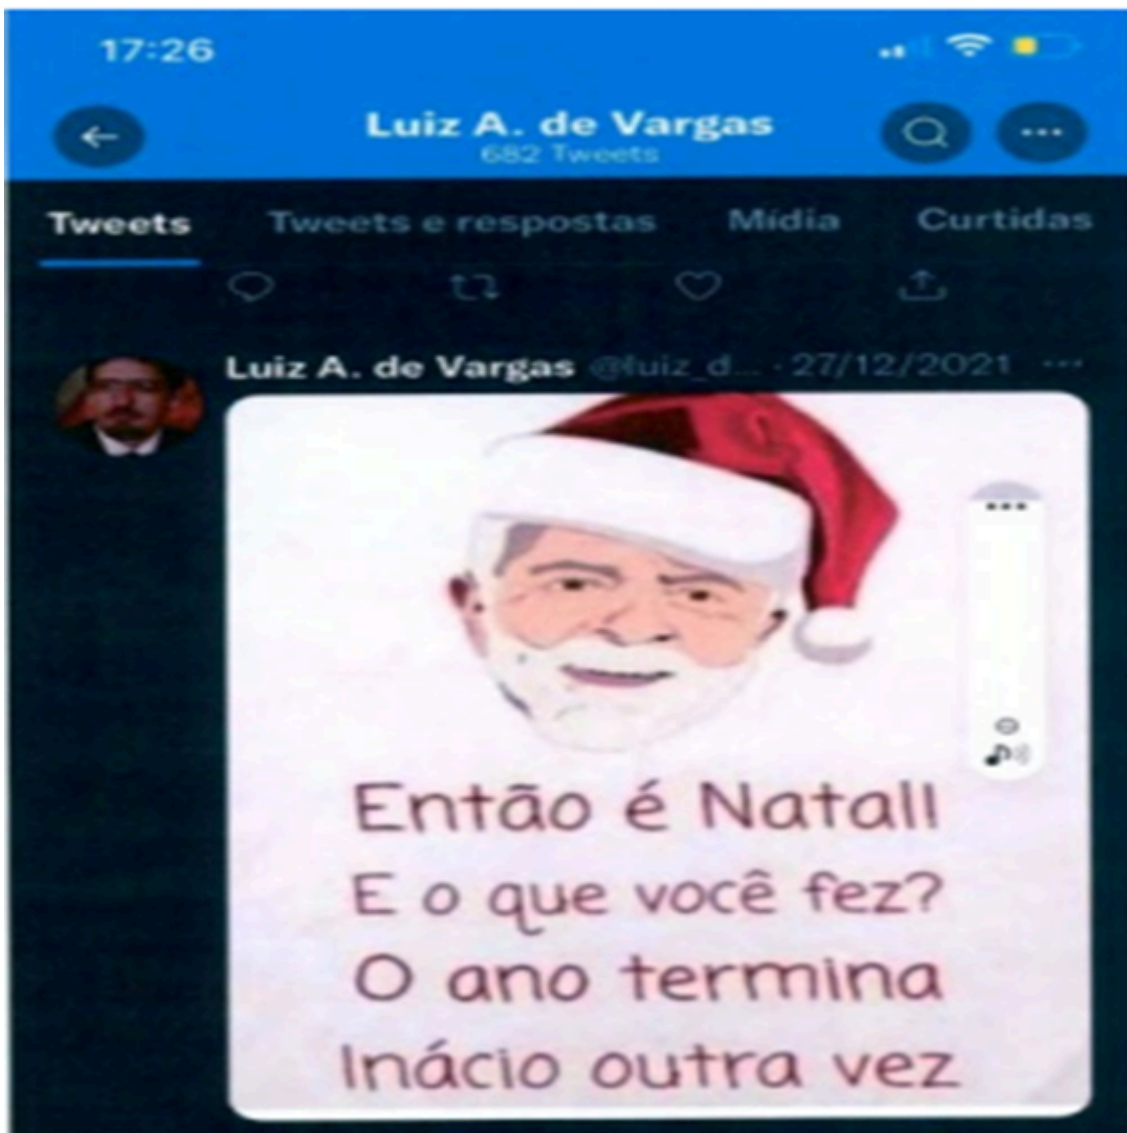 17:26
Luiz A. de Vargas
682 Tweets
Tweets Tweets e respostas Mídia Curtidas
Luiz A. de Vargas @luiz_d... · 27/12/2021
Então é Natal!
E o que você fez?
O ano termina
Inácio outra vez